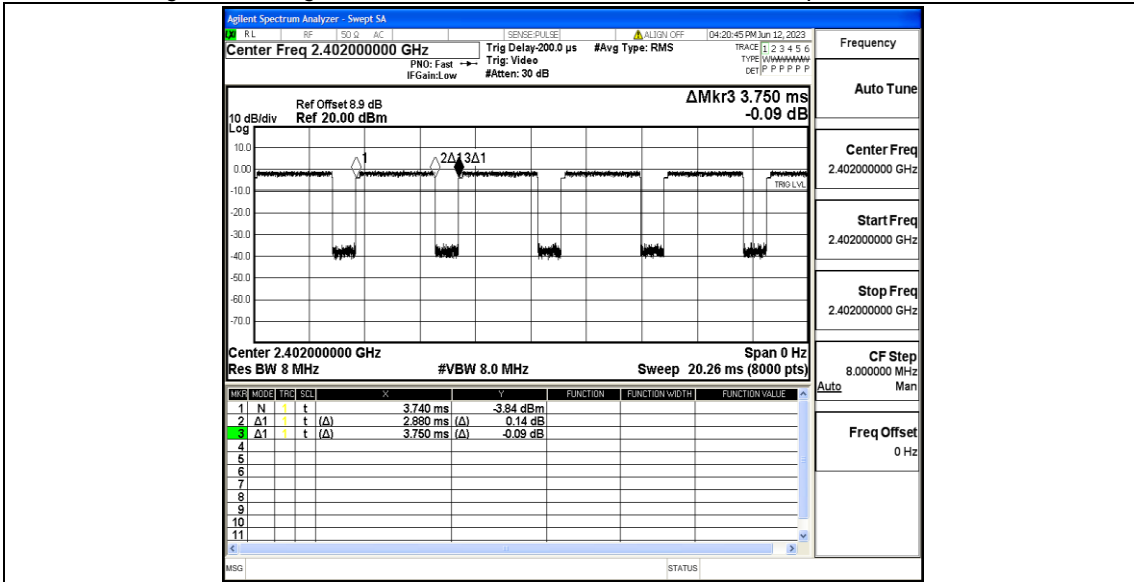 Agilent Spectrum Analyzer - Swept SA
RL RF 50 Ω AC SENSE:PULSE ALIGN OFF 04:20:45 PM Jun 12, 2023
Center Freq 2.402000000 GHz
PNO: Fast
IFGain:Low
Trig Delay-200.0 µs
Trig: Video
#Atten: 30 dB
#Avg Type: RMS
TRACE 1 2 3 4 5 6
TYPE
DET P P P P P P
Frequency
Auto Tune
Center Freq
2.402000000 GHz
Start Freq
2.402000000 GHz
Stop Freq
2.402000000 GHz
CF Step
8.000000 MHz
Auto Man
Freq Offset
0 Hz
ΔMkr3 3.750 ms
-0.09 dB
Ref Offset 8.9 dB
10 dB/div Ref 20.00 dBm
Log
10.0
0.00
-10.0
-20.0
-30.0
-40.0
-50.0
-60.0
-70.0
1
2Δ1
3Δ1
TRIG LVL
Center 2.402000000 GHz Span 0 Hz
Res BW 8 MHz #VBW 8.0 MHz Sweep 20.26 ms (8000 pts)
MKR MODE TRC SCL X Y FUNCTION FUNCTION WIDTH FUNCTION VALUE
1 N 1 t 3.740 ms -3.84 dBm
2 Δ1 1 t (Δ) 2.880 ms (Δ) 0.14 dB
3 Δ1 1 t (Δ) 3.750 ms (Δ) -0.09 dB
4
5
6
7
8
9
10
11
MSG STATUS